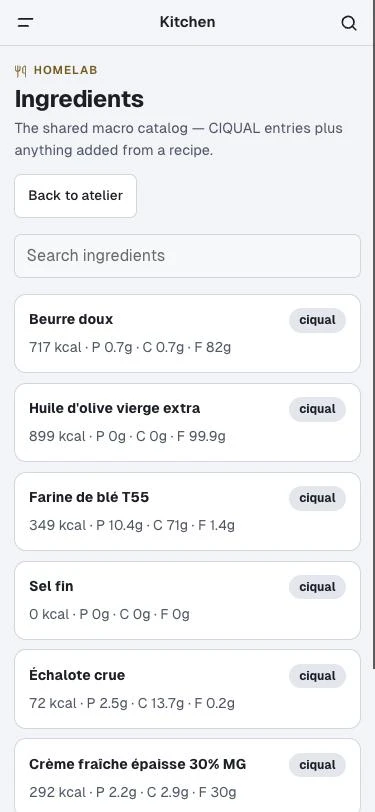 Kitchen
HOMELAB
Ingredients
The shared macro catalog — CIQUAL entries plus
anything added from a recipe.
Back to atelier
Search ingredients
Beurre doux
ciqual
717 kcal · P 0.7g · C 0.7g · F 82g
Huile d'olive vierge extra
ciqual
899 kcal · P 0g · C 0g · F 99.9g
Farine de blé T55
ciqual
349 kcal · P 10.4g · C 71g · F 1.4g
Sel fin
ciqual
0 kcal · P 0g · C 0g · F 0g
Échalote crue
ciqual
72 kcal · P 2.5g · C 13.7g · F 0.2g
Crème fraîche épaisse 30% MG
ciqual
292 kcal · P 2.2g · C 2.9g · F 30g